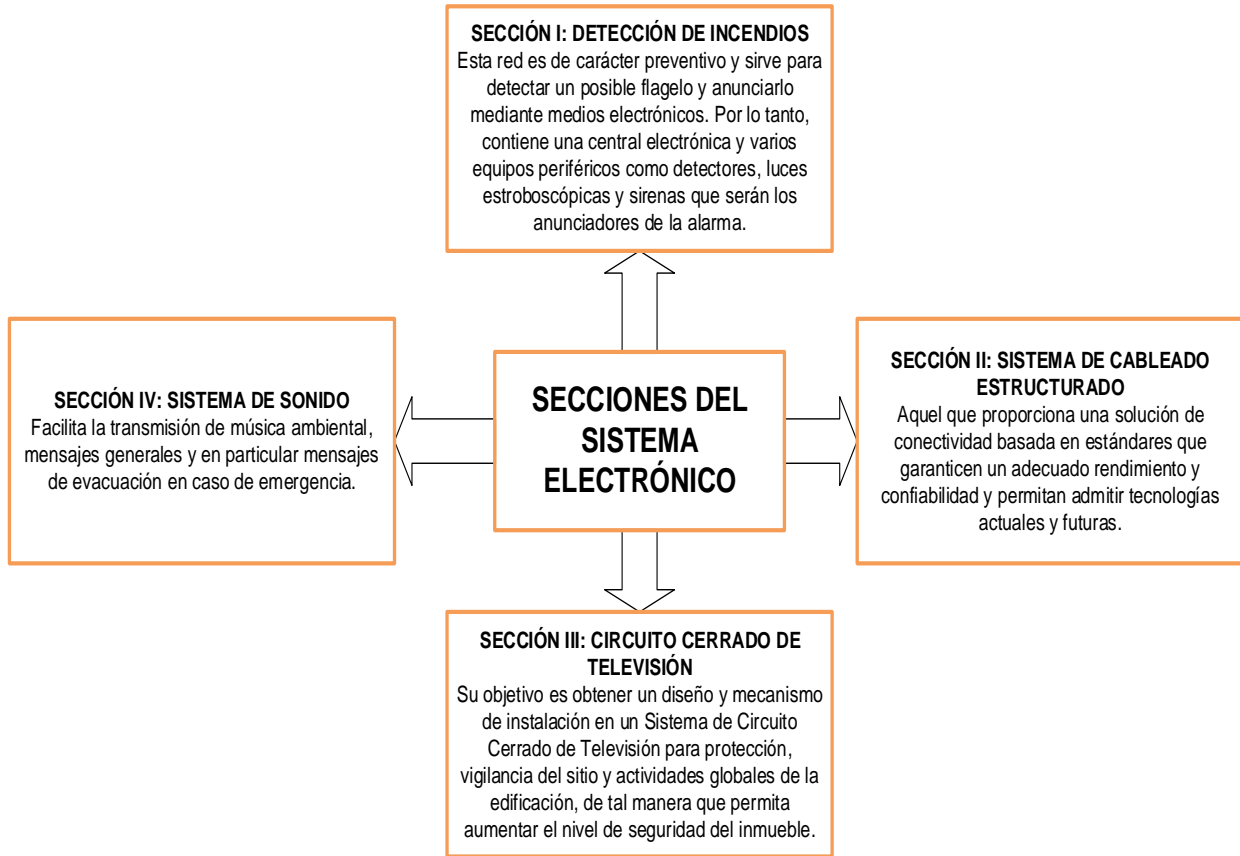 SECCIÓN I: DETECCIÓN DE INCENDIOS
Esta red es de carácter preventivo y sirve para
detectar un posible flagelo y anunciarlo
mediante medios electrónicos. Por lo tanto,
contiene una central electrónica y varios
equipos periféricos como detectores, luces
estroboscópicas y sirenas que serán los
anunciadores de la alarma.
SECCIÓN IV: SISTEMA DE SONIDO
Facilita la transmisión de música ambiental,
mensajes generales y en particular mensajes
de evacuación en caso de emergencia.
SECCIONES DEL
SISTEMA
ELECTRÓNICO
SECCIÓN II: SISTEMA DE CABLEADO
ESTRUCTURADO
Aquel que proporciona una solución de
conectividad basada en estándares que
garanticen un adecuado rendimiento y
confiabilidad y permitan admitir tecnologías
actuales y futuras.
SECCIÓN III: CIRCUITO CERRADO DE
TELEVISIÓN
Su objetivo es obtener un diseño y mecanismo
de instalación en un Sistema de Circuito
Cerrado de Televisión para protección,
vigilancia del sitio y actividades globales de la
edificación, de tal manera que permita
aumentar el nivel de seguridad del inmueble.